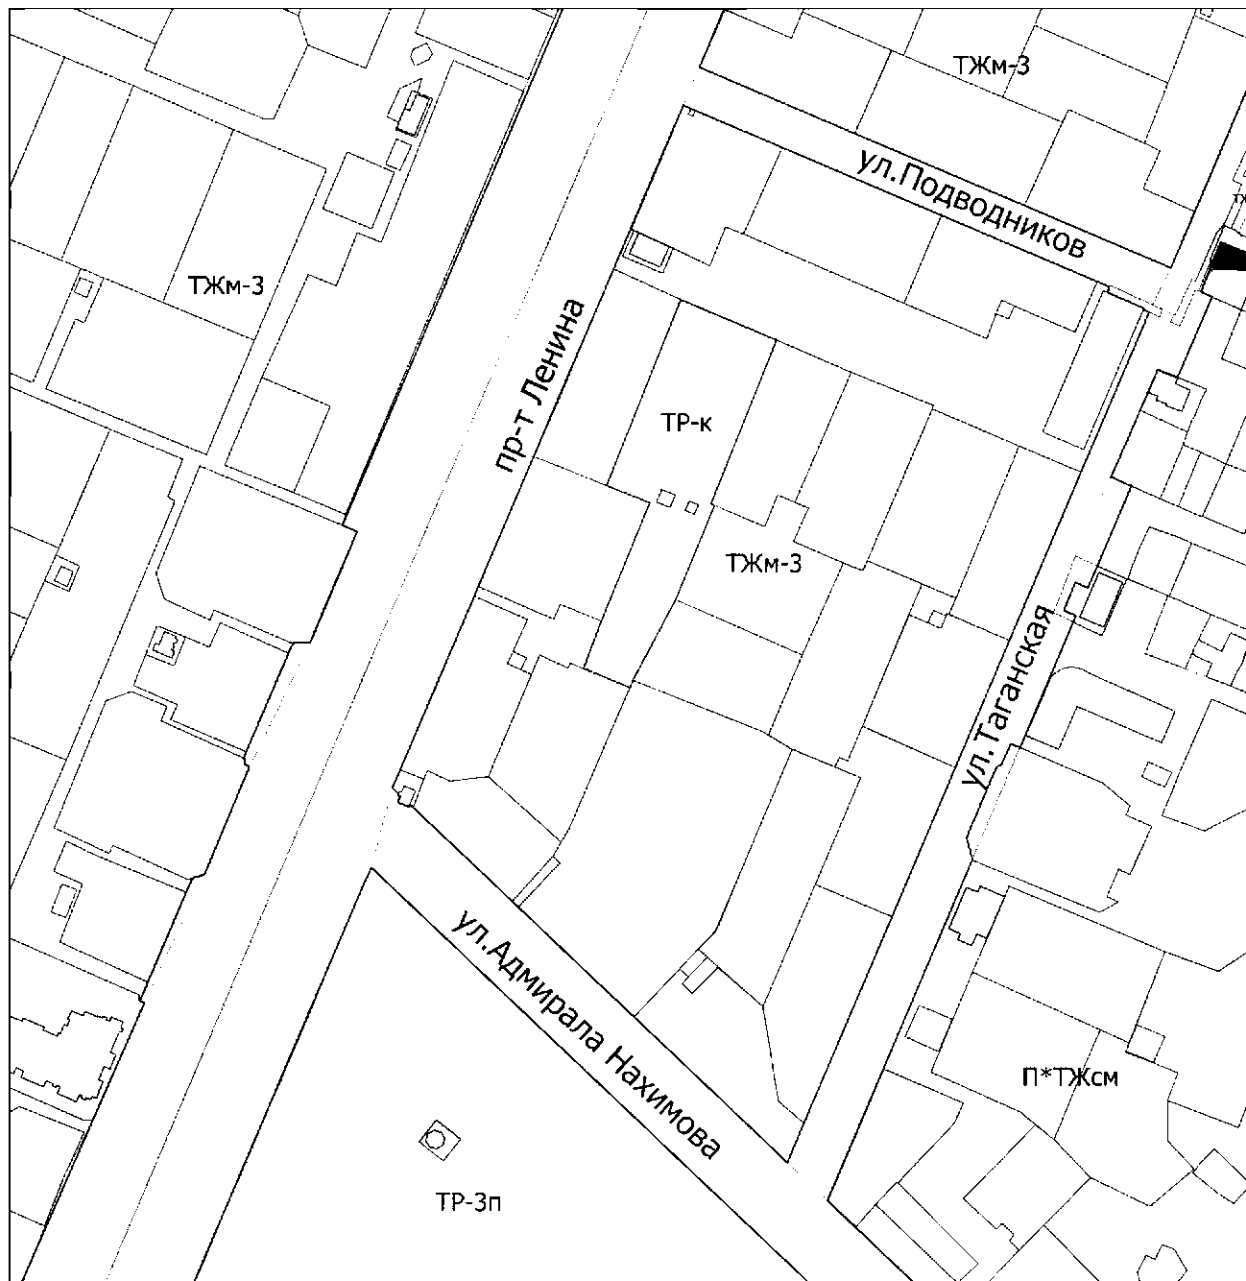 ТЖм-3
ул.Подводников
ТЖ
ТЖм-3
пр-т Ленина
ТР-к
ТЖм-3
ул.Таганская
ул.Адмирала Нахимова
П*ТЖсм
ТР-3п